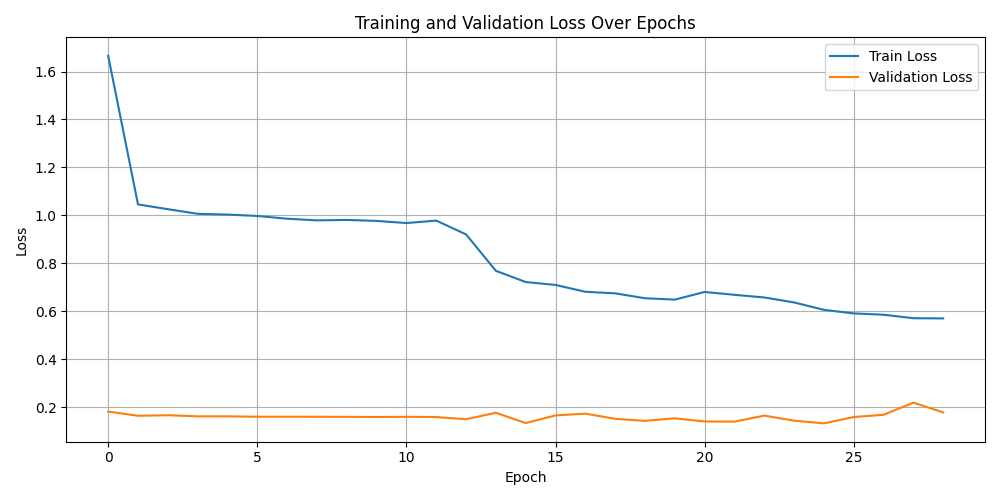 Training and Validation Loss Over Epochs
Train Loss
Validation Loss
Loss
1.6
1.4
1.2
1.0
0.8
0.6
0.4
0.2
0 5 10 15 20 25
Epoch